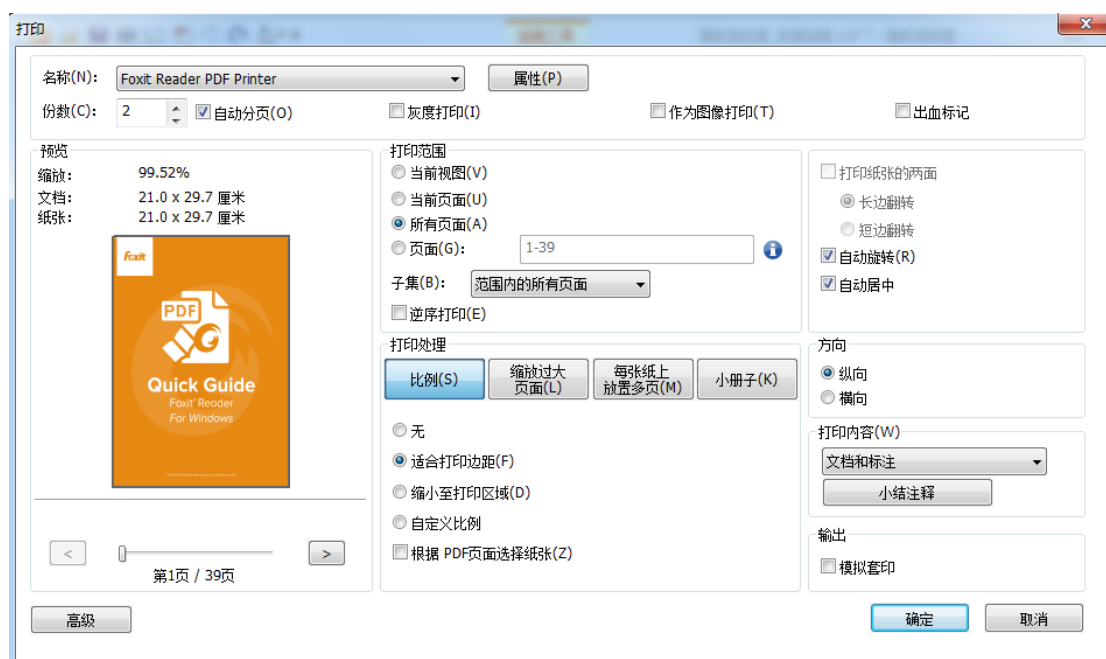 打印
名称(N): Foxit Reader PDF Printer 属性(P)
份数(C): 2 自动分页(O) 灰度打印(I) 作为图像打印(T) 出血标记
预览
缩放: 99.52%
文档: 21.0 x 29.7 厘米
纸张: 21.0 x 29.7 厘米
Foxit
PDF
Quick Guide
Foxit® Reader
For Windows
< >
第1页 / 39页
打印范围
当前视图(V)
当前页面(U)
所有页面(A)
页面(G): 1-39
子集(B): 范围内的所有页面
逆序打印(E)
打印处理
比例(S) 缩放过大页面(L) 每张纸上放置多页(M) 小册子(K)
无
适合打印边距(F)
缩小至打印区域(D)
自定义比例
根据 PDF页面选择纸张(Z)
打印纸张的两面
长边翻转
短边翻转
自动旋转(R)
自动居中
方向
纵向
横向
打印内容(W)
文档和标注
小结注释
输出
模拟套印
高级 确定 取消